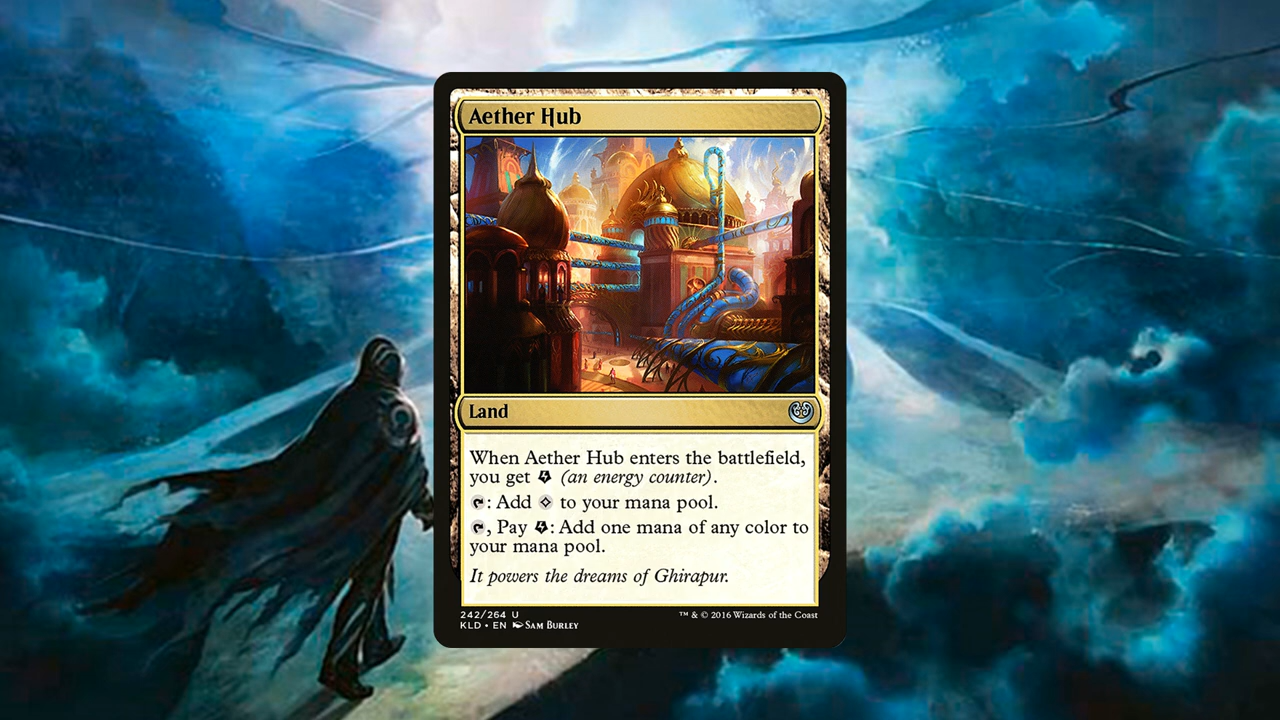 Aether Hub
Land
When Aether Hub enters the battlefield,
you get (an energy counter).
: Add to your mana pool.
, Pay : Add one mana of any color to
your mana pool.
It powers the dreams of Ghirapur.
242/264 U
™ & © 2016 Wizards of the Coast
KLD • EN Sam Burley